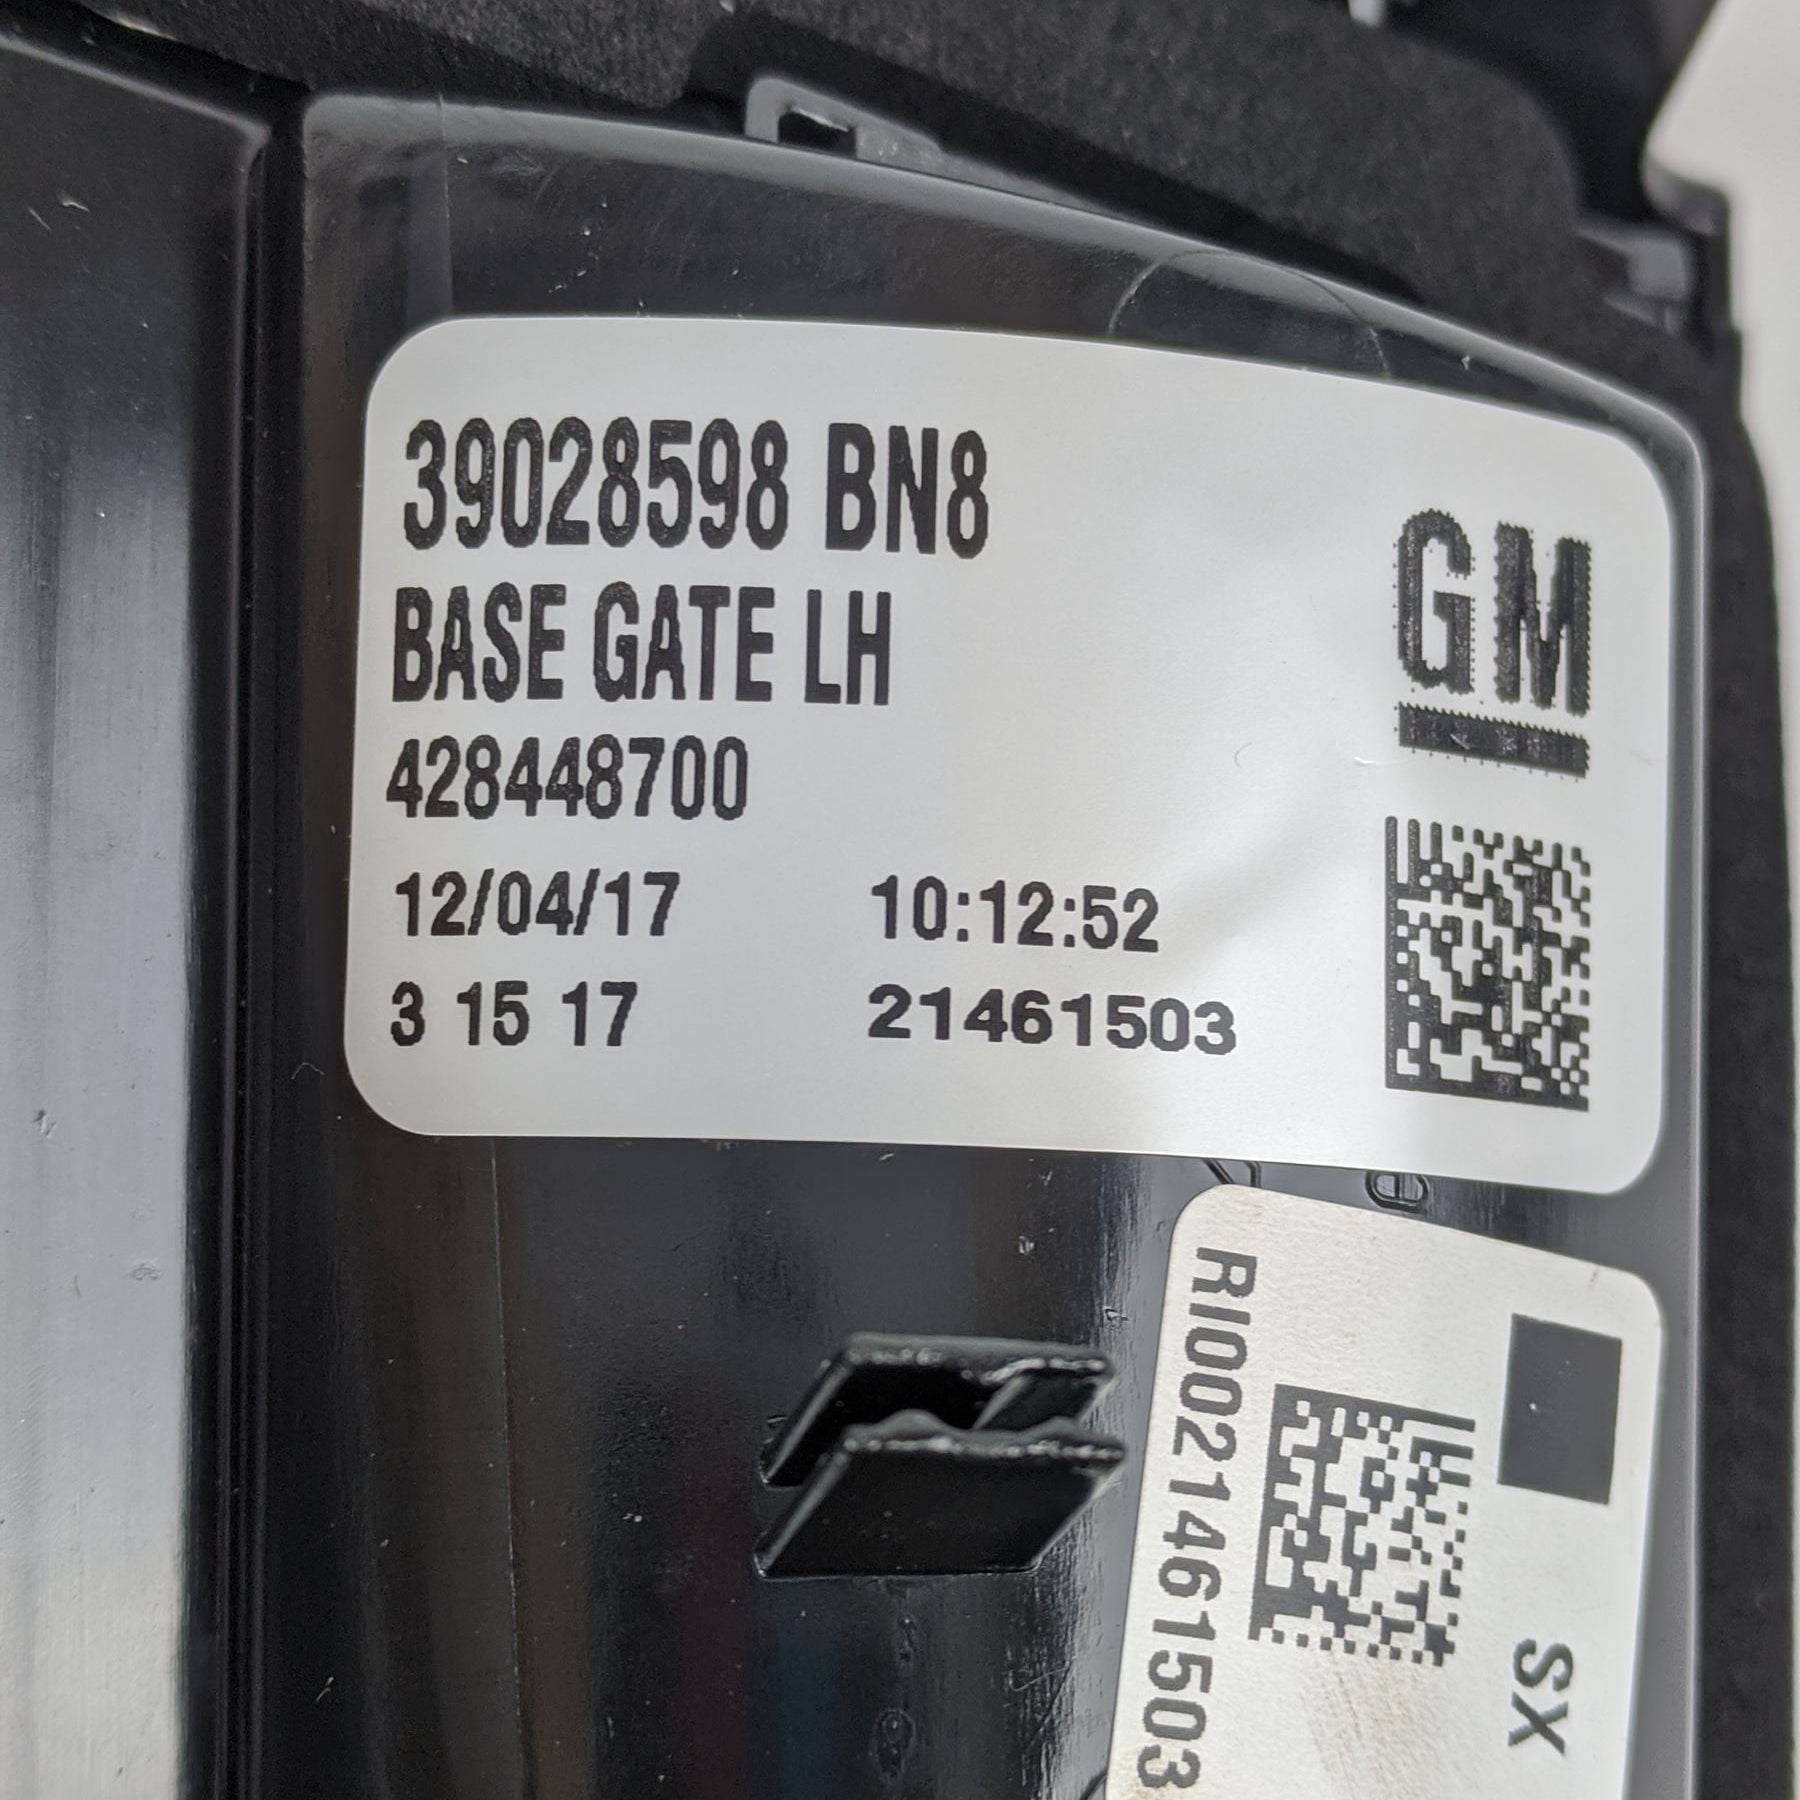 39028598 BN8
BASE GATE LH
428448700
12/04/17 10:12:52
3 15 17 21461503
GM
RI0021461503
SX